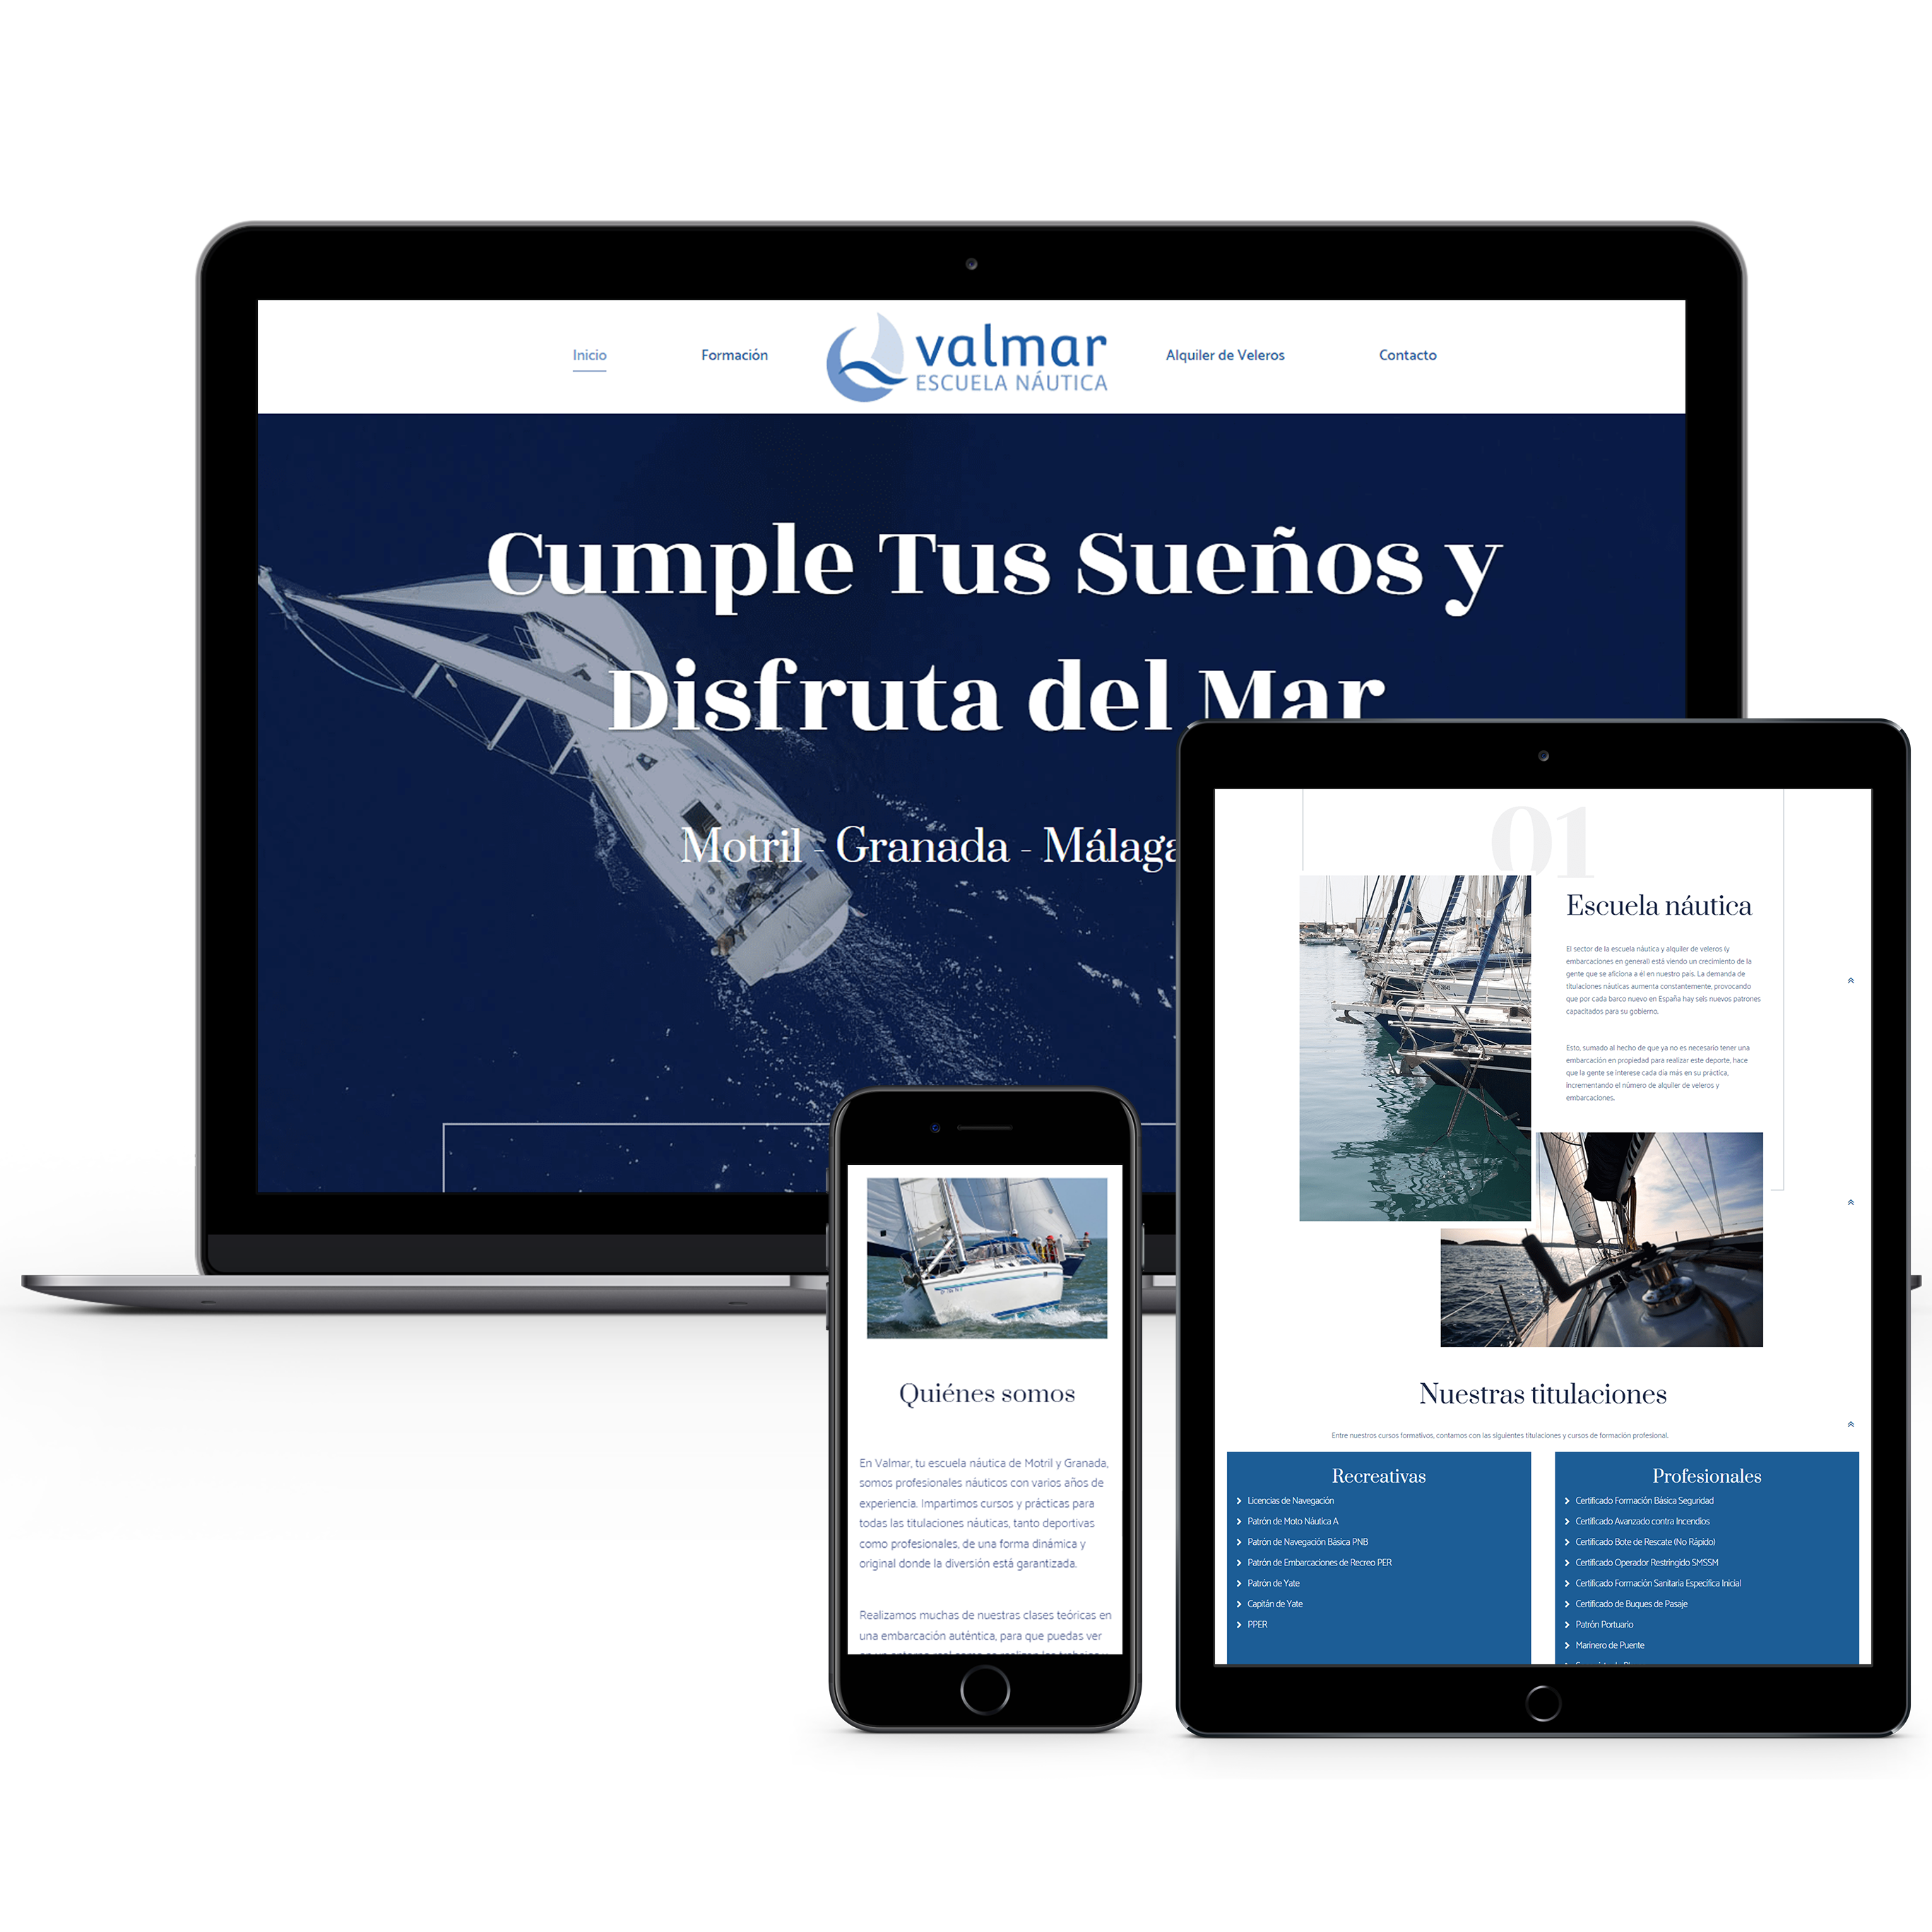 Inicio
Formación
valmar
ESCUELA NÁUTICA
Alquiler de Veleros
Contacto
Cumple Tus Sueños y
Disfruta del Mar
Motril - Granada - Málaga
Quiénes somos
En Valmar, tu escuela náutica de Motril y Granada,
somos profesionales náuticos con varios años de
experiencia. Impartimos cursos y prácticas para
todas las titulaciones náuticas, tanto deportivas
como profesionales, de una forma dinámica y
original donde la diversión está garantizada.
Realizamos muchas de nuestras clases teóricas en
una embarcación auténtica, para que puedas ver
01
Escuela náutica
El sector de la escuela náutica y alquiler de veleros (y
embarcaciones en general) está viendo un crecimiento de la
gente que se aficiona a él en nuestro país. La demanda de
titulaciones náuticas aumenta constantemente, provocando
que por cada barco nuevo en España hay seis nuevos patrones
capacitados para su gobierno.
Esto, sumado al hecho de que ya no es necesario tener una
embarcación en propiedad para realizar este deporte, hace
que la gente se interese cada día más en su práctica,
incrementando el número de alquiler de veleros y
embarcaciones.
Nuestras titulaciones
Entre nuestros cursos formativos, contamos con las siguientes titulaciones y cursos de formación profesional.
Recreativas
Licencias de Navegación
Patrón de Moto Náutica A
Patrón de Navegación Básica PNB
Patrón de Embarcaciones de Recreo PER
Patrón de Yate
Capitán de Yate
PPER
Profesionales
Certificado Formación Básica Seguridad
Certificado Avanzado contra Incendios
Certificado Bote de Rescate (No Rápido)
Certificado Operador Restringido SMSSM
Certificado Formación Sanitaria Específica Inicial
Certificado de Buques de Pasaje
Patrón Portuario
Marinero de Puente